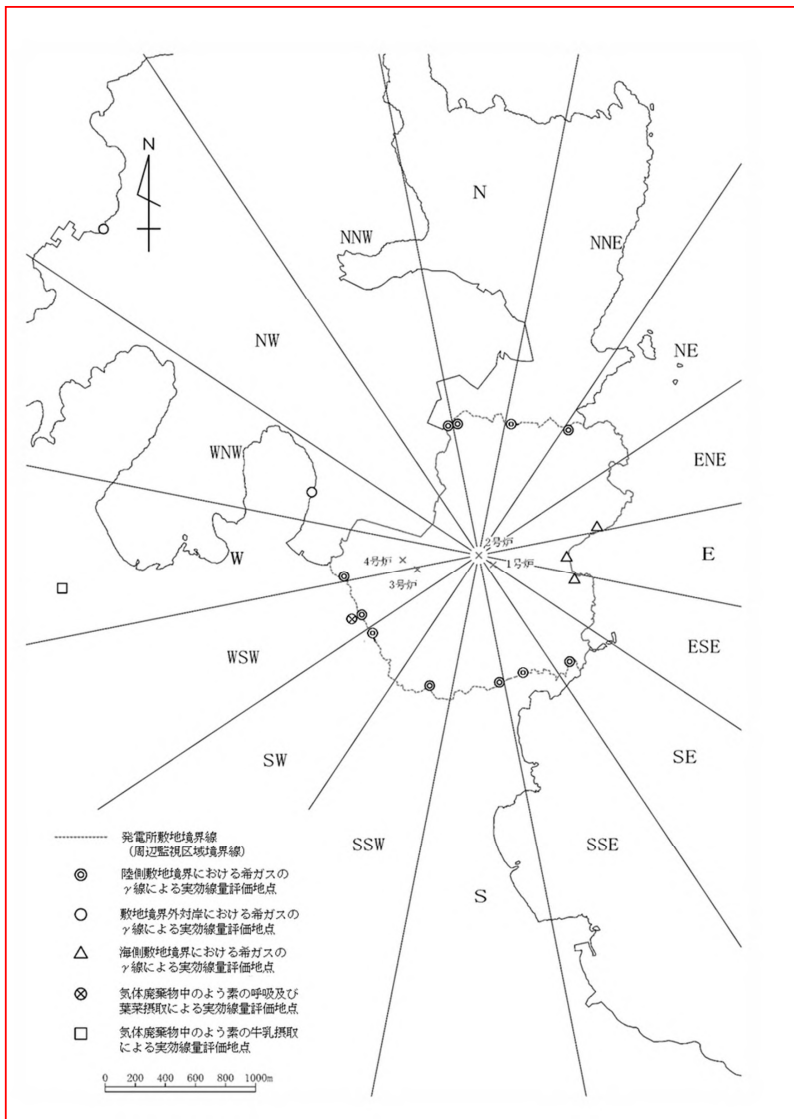 N
N
NNW
NNE
NW
NE
WNW
ENE
2号炉
W
4号炉
1号炉
E
3号炉
WSW
ESE
SW
SE
SSW
SSE
S
発電所敷地境界線
(周辺監視区域境界線)
陸側敷地境界における希ガスの
γ線による実効線量評価地点
敷地境界外対岸における希ガスの
γ線による実効線量評価地点
海側敷地境界における希ガスの
γ線による実効線量評価地点
気体廃棄物中のよう素の呼吸及び
葉菜摂取による実効線量評価地点
気体廃棄物中のよう素の牛乳摂取
による実効線量評価地点
0 200 400 600 800 1000m